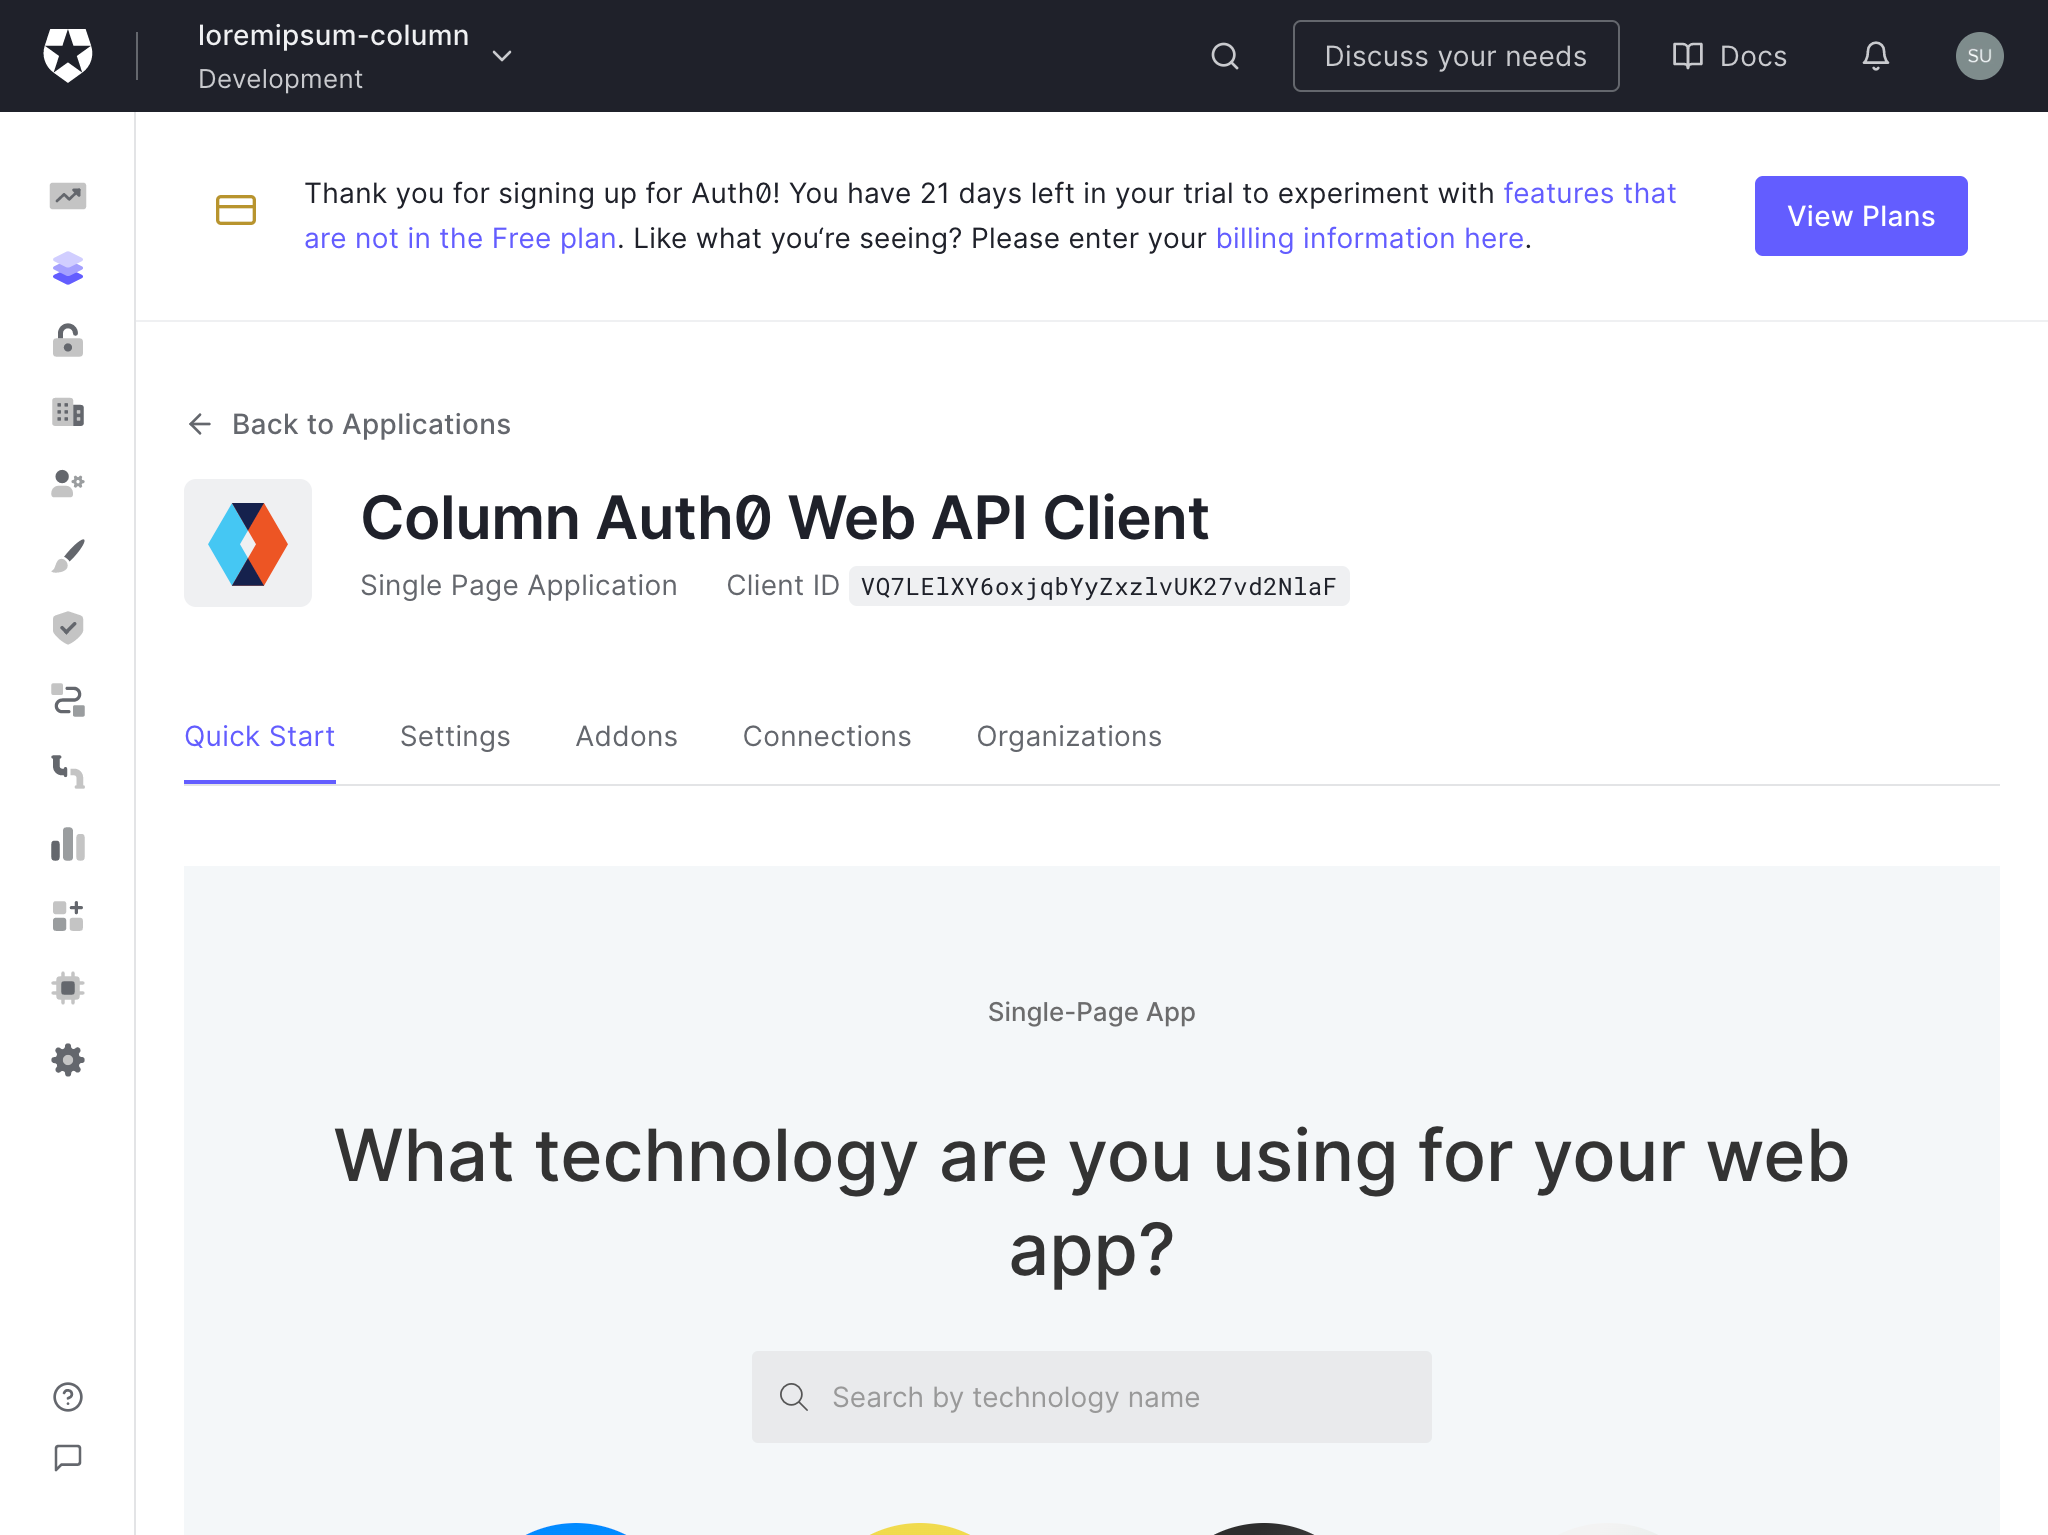 loremipsum-column
Development
Discuss your needs
Docs
SU
Thank you for signing up for Auth0! You have 21 days left in your trial to experiment with features that
are not in the Free plan. Like what you‘re seeing? Please enter your billing information here.
View Plans
Back to Applications
Column Auth0 Web API Client
Single Page Application
Client ID VQ7LElXY6oxjqbYyZxzlvUK27vd2NlaF
Quick Start
Settings
Addons
Connections
Organizations
Single-Page App
What technology are you using for your web
app?
Search by technology name